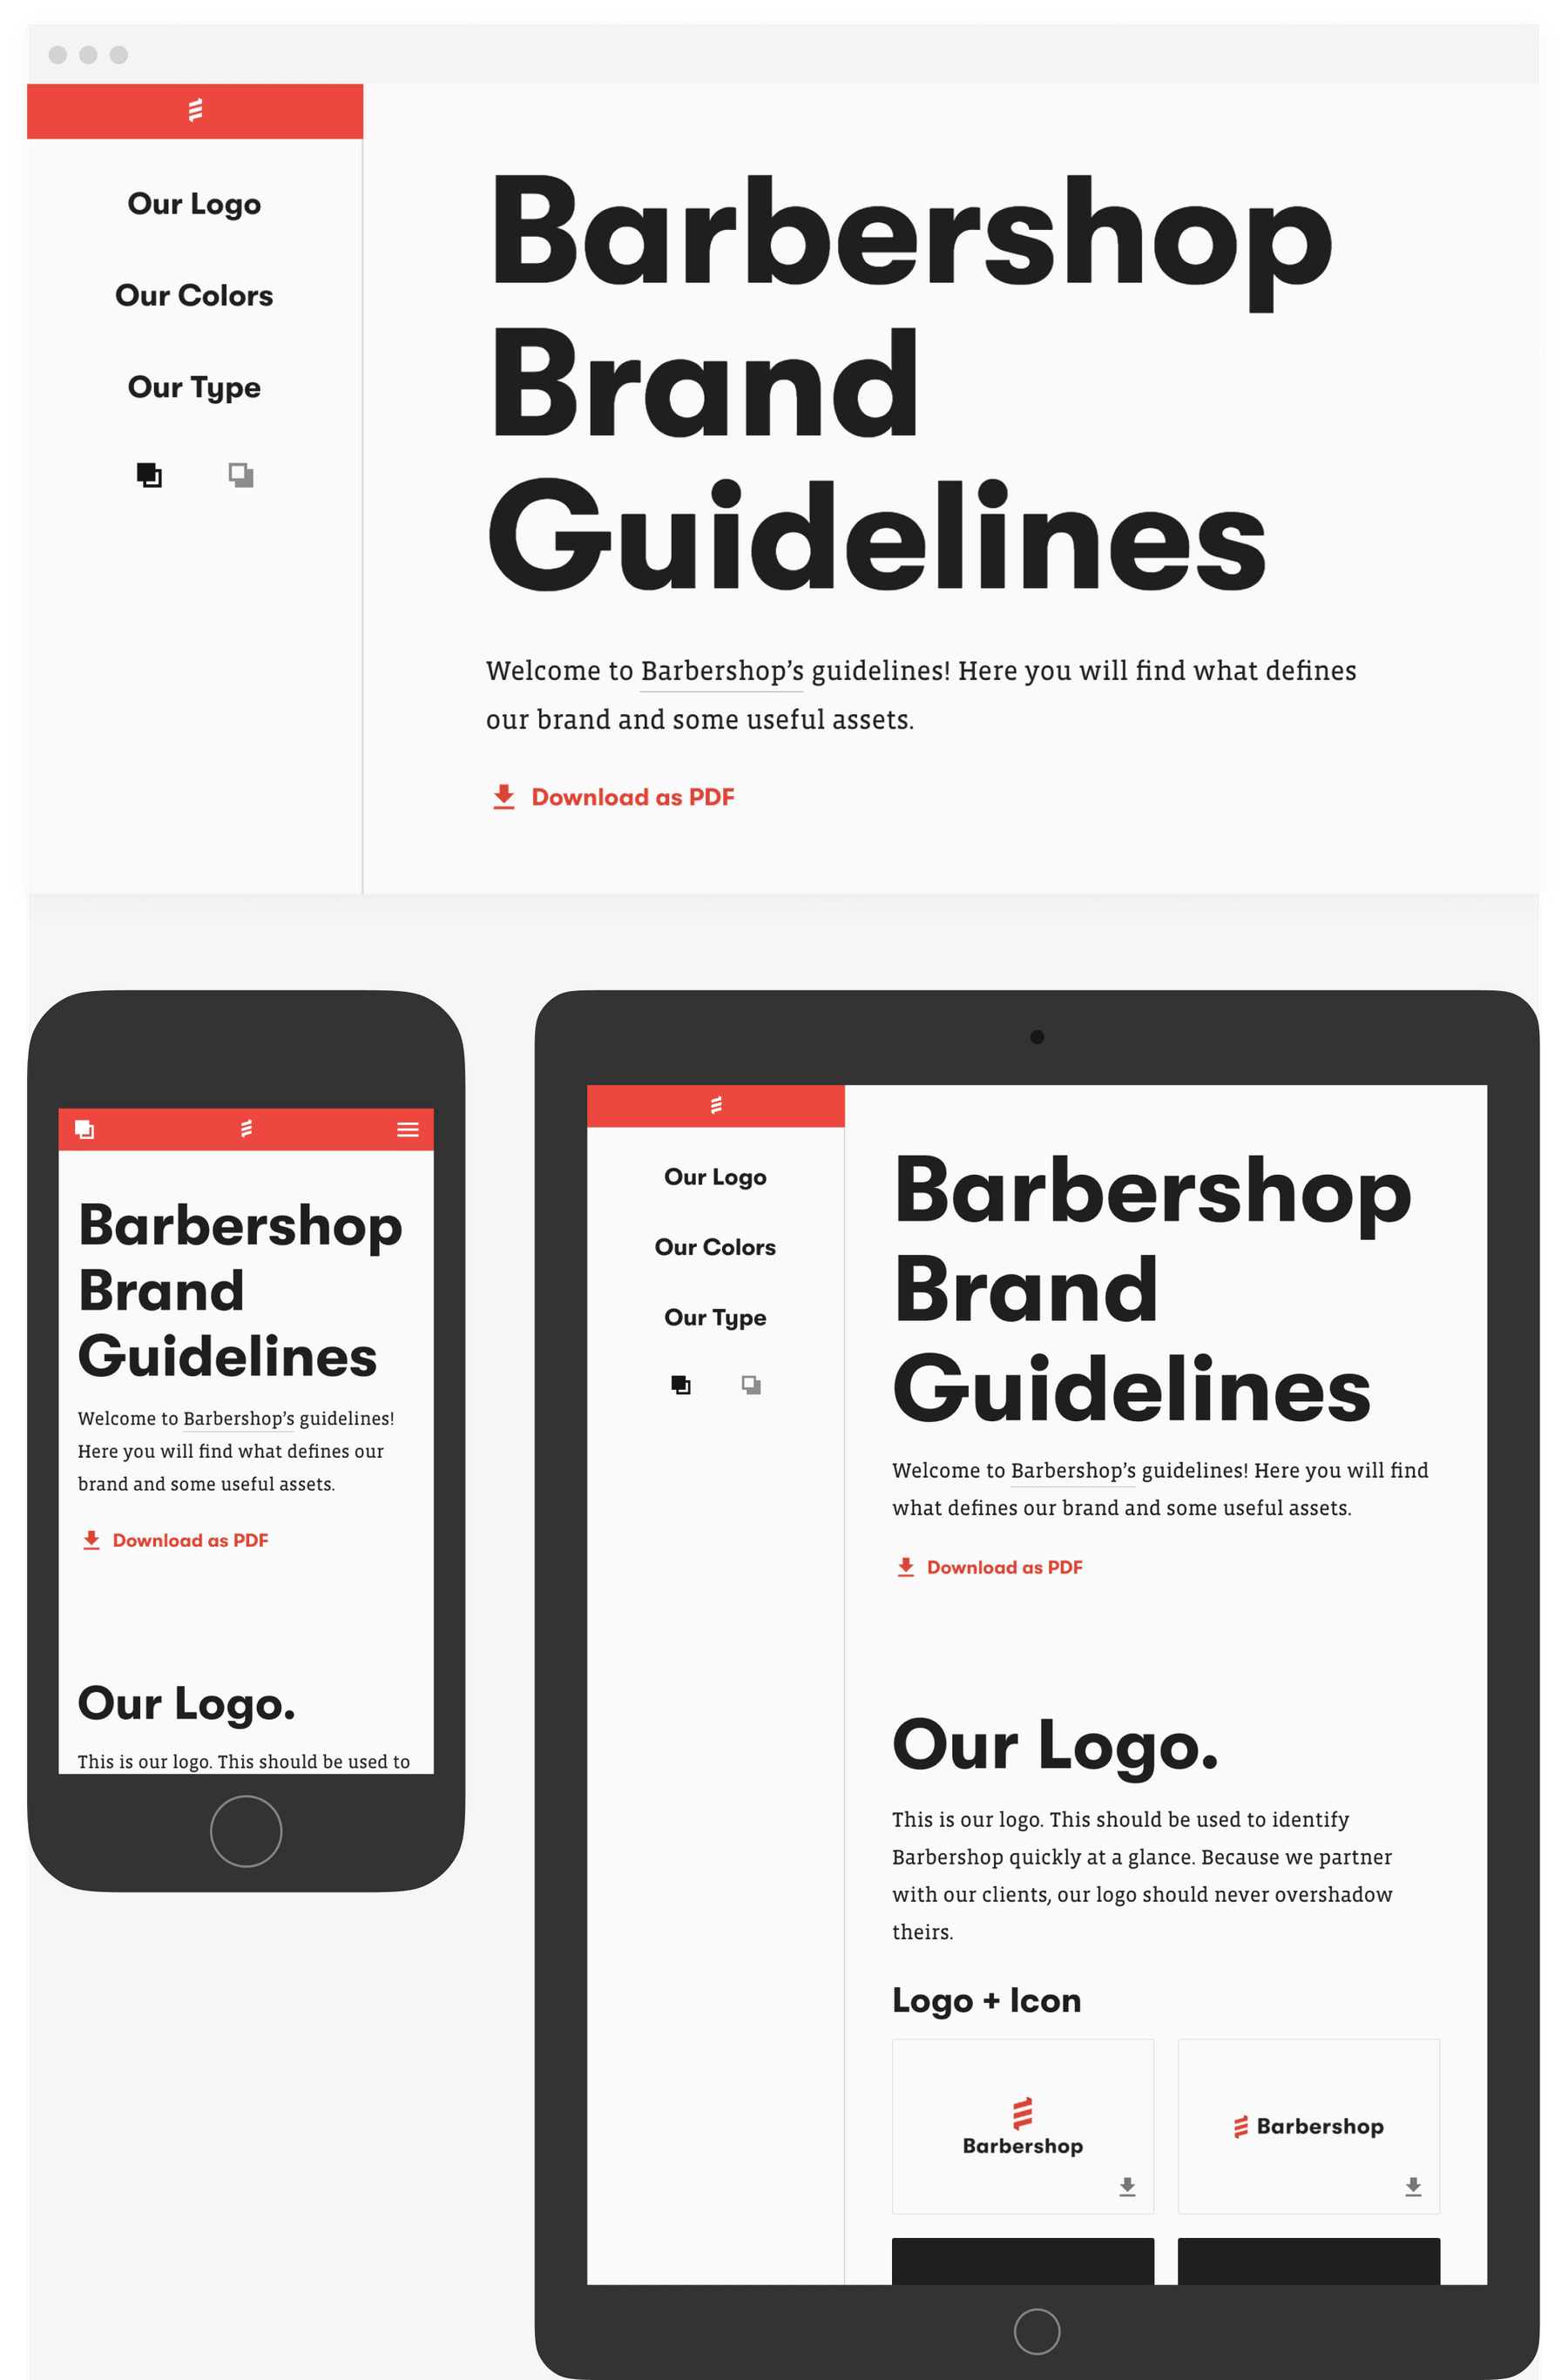 Our Logo
Our Colors
Our Type
Barbershop
Brand
Guidelines
Welcome to Barbershop’s guidelines! Here you will find what defines
our brand and some useful assets.
Download as PDF
Barbershop
Brand
Guidelines
Welcome to Barbershop’s guidelines!
Here you will find what defines our
brand and some useful assets.
Download as PDF
Our Logo.
This is our logo. This should be used to
Our Logo
Our Colors
Our Type
Barbershop
Brand
Guidelines
Welcome to Barbershop’s guidelines! Here you will find
what defines our brand and some useful assets.
Download as PDF
Our Logo.
This is our logo. This should be used to identify
Barbershop quickly at a glance. Because we partner
with our clients, our logo should never overshadow
theirs.
Logo + Icon
Barbershop
Barbershop